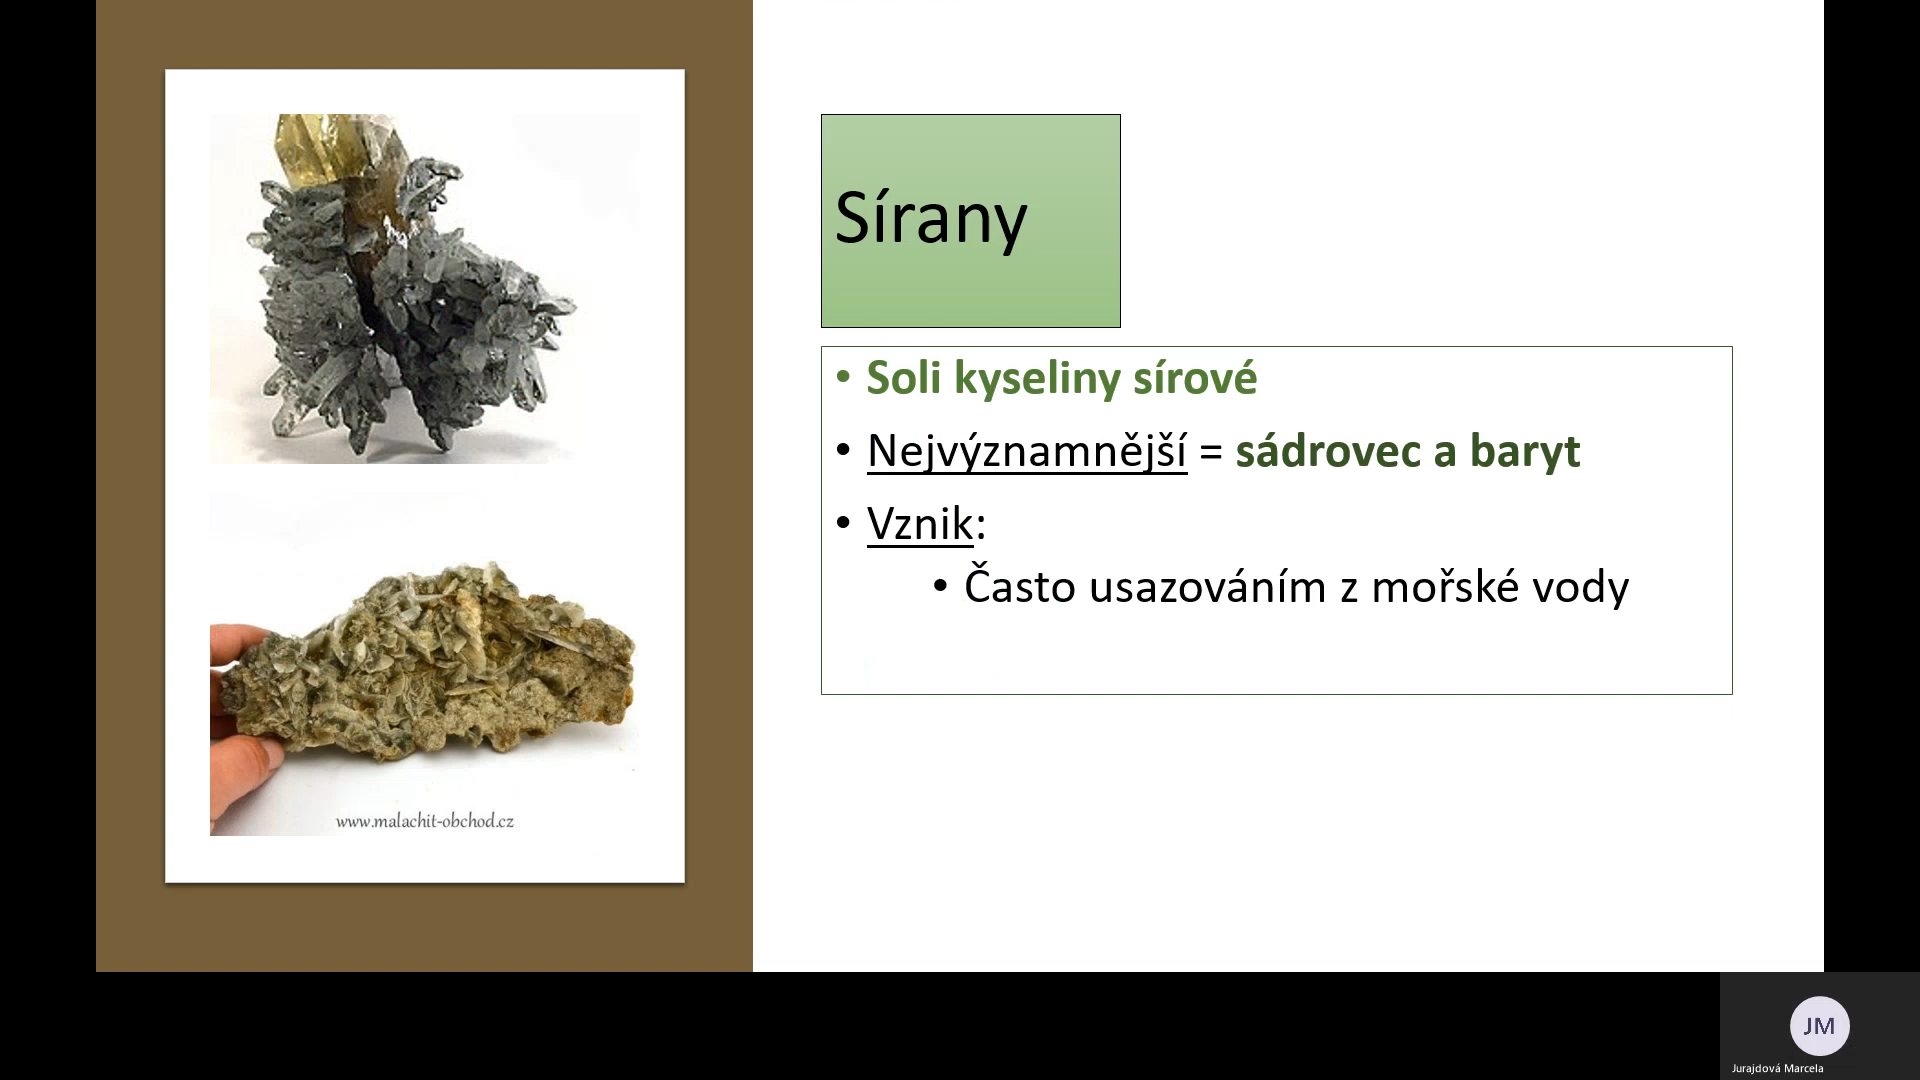 Sírany
• Soli kyseliny sírové
• Nejvýznamnější = sádrovec a baryt
• Vznik:
• Často usazováním z mořské vody
www.malachit-obchod.cz
JM
Jurajdová Marcela